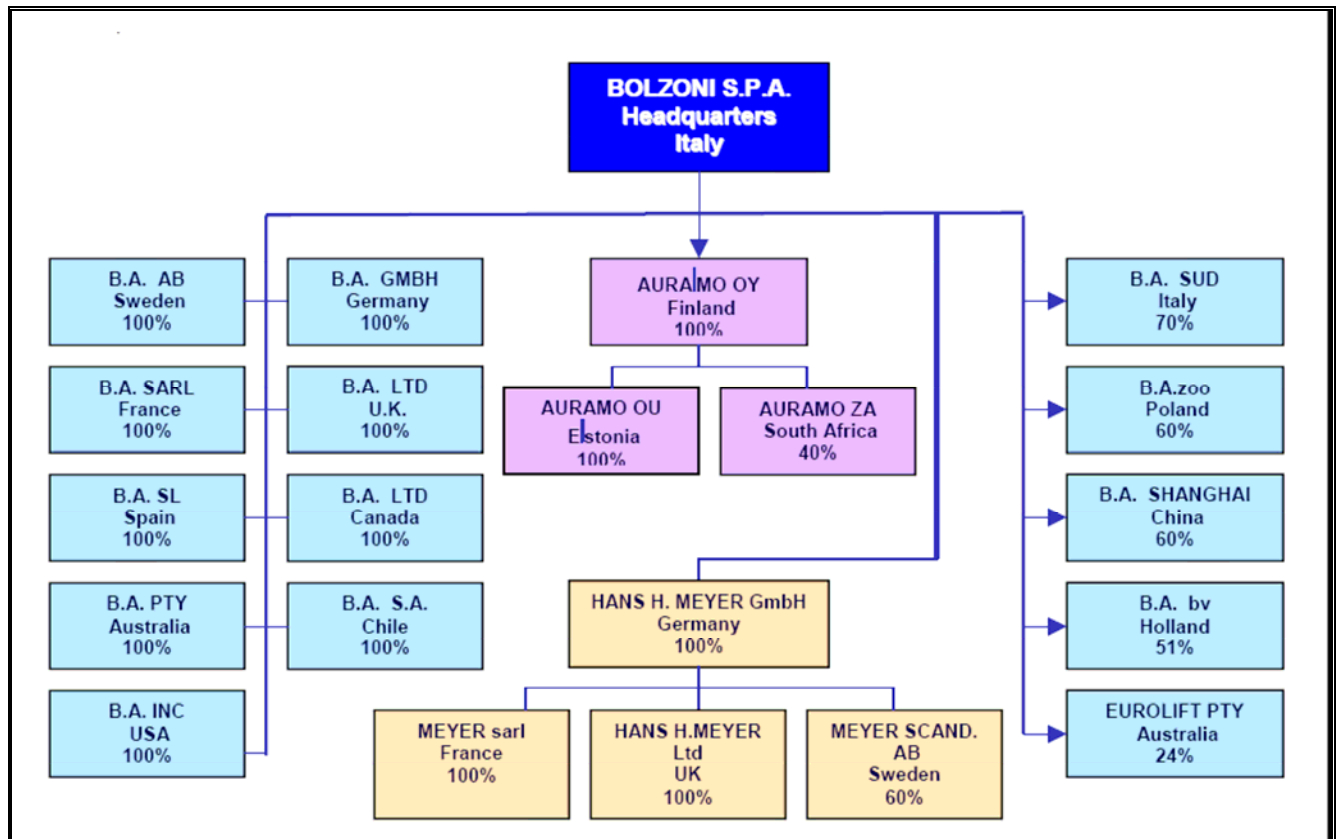 BOLZONI S.P.A.
Headquarters
Italy
B.A. AB
Sweden
100%
B.A. GMBH
Germany
100%
AURAMO OY
Finland
100%
B.A. SUD
Italy
70%
B.A. SARL
France
100%
B.A. LTD
U.K.
100%
AURAMO OU
Estonia
100%
AURAMO ZA
South Africa
40%
B.A.zoo
Poland
60%
B.A. SL
Spain
100%
B.A. LTD
Canada
100%
B.A. SHANGHAI
China
60%
B.A. PTY
Australia
100%
B.A. S.A.
Chile
100%
HANS H. MEYER GmbH
Germany
100%
B.A. bv
Holland
51%
B.A. INC
USA
100%
MEYER sarl
France
100%
HANS H.MEYER
Ltd
UK
100%
MEYER SCAND.
AB
Sweden
60%
EUROLIFT PTY
Australia
24%